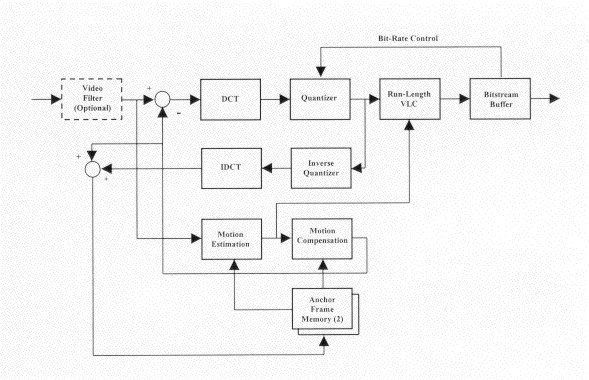 Bit-Rate Control
Video
Filter
(Optional)
+
-
DCT
Quantizer
Run-Length
VLC
Bitstream
Buffer
+
+
IDCT
Inverse
Quantizer
Motion
Estimation
Motion
Compensation
Anchor
Frame
Memory (2)